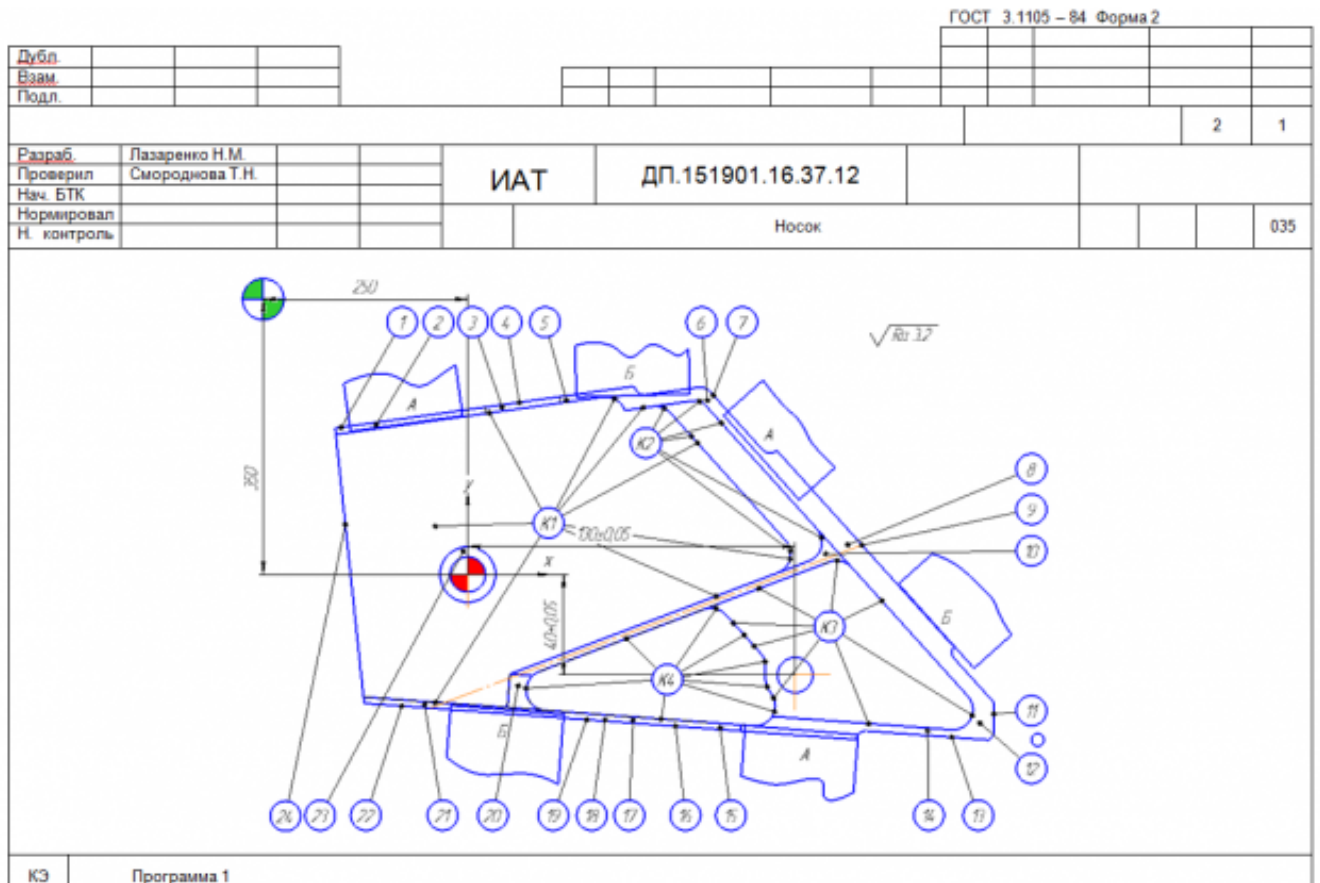 ГОСТ 3.1105 – 84 Форма 2
Дубл.
Взам.
Подл.
2 1
Разраб. Лазаренко Н.М.
Проверил Смороднова Т.Н.
Нач. БТК
ИАТ ДП.151901.16.37.12
Нормировал
Н. контроль
Носок 035
250
1 2 3 4 5 6 7
Ra 3.2
Б
А
К2 А
8
350
9
y
К1 130±0,05
10
x
40±0,05
Б
К3
К4
11
Б А
12
24 23 22 21 20 19 18 17 16 15 14 13
КЭ Программа 1